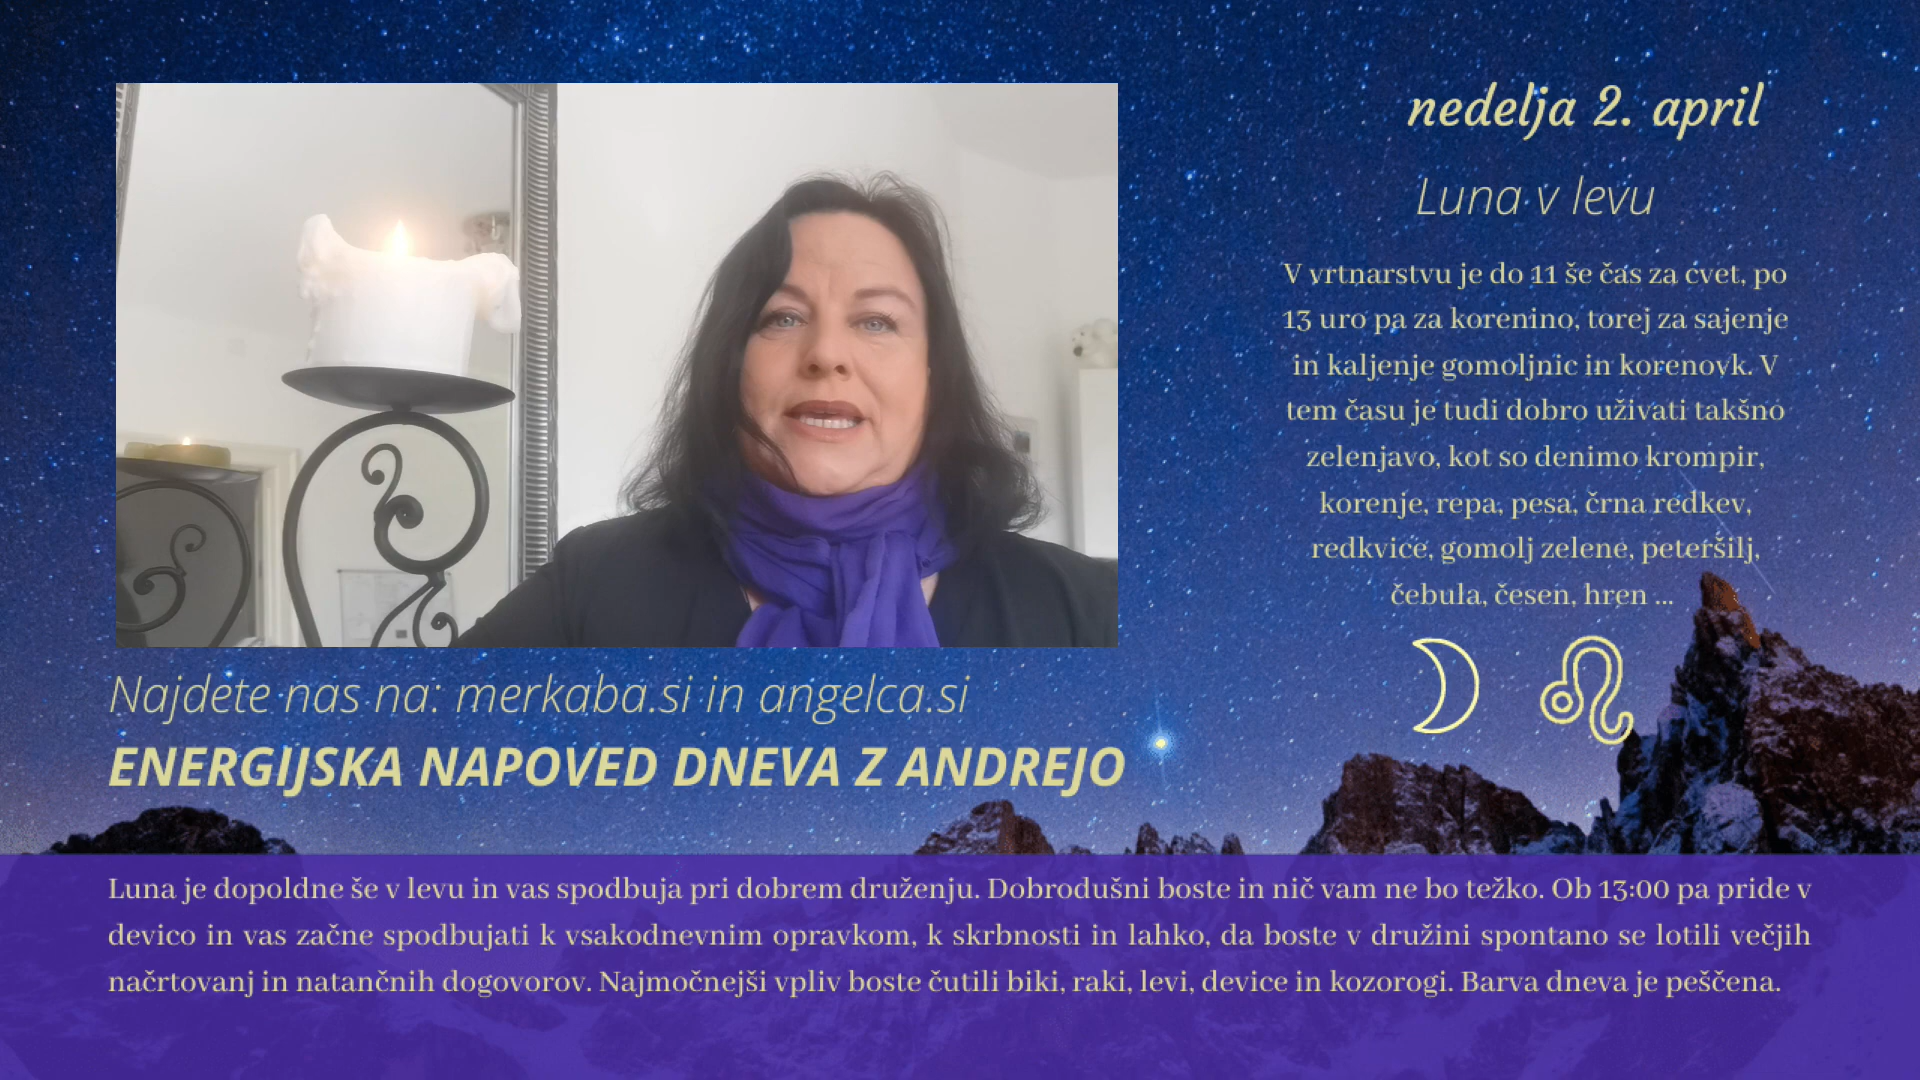 nedelja 2. april
Luna v levu
V vrtnarstvu je do 11 še čas za cvet, po
13 uro pa za korenino, torej za sajenje
in kaljenje gomoljnic in korenovk. V
tem času je tudi dobro uživati takšno
zelenjavo, kot so denimo krompir,
korenje, repa, pesa, črna redkev,
redkvice, gomolj zelene, peteršilj,
čebula, česen, hren ...
Najdete nas na: merkaba.si in angelca.si
ENERGIJSKA NAPOVED DNEVA Z ANDREJO
Luna je dopoldne še v levu in vas spodbuja pri dobrem druženju. Dobrodušni boste in nič vam ne bo težko. Ob 13:00 pa pride v
devico in vas začne spodbujati k vsakodnevnim opravkom, k skrbnosti in lahko, da boste v družini spontano se lotili večjih
načrtovanj in natančnih dogovorov. Najmočnejši vpliv boste čutili biki, raki, levi, device in kozorogi. Barva dneva je peščena.